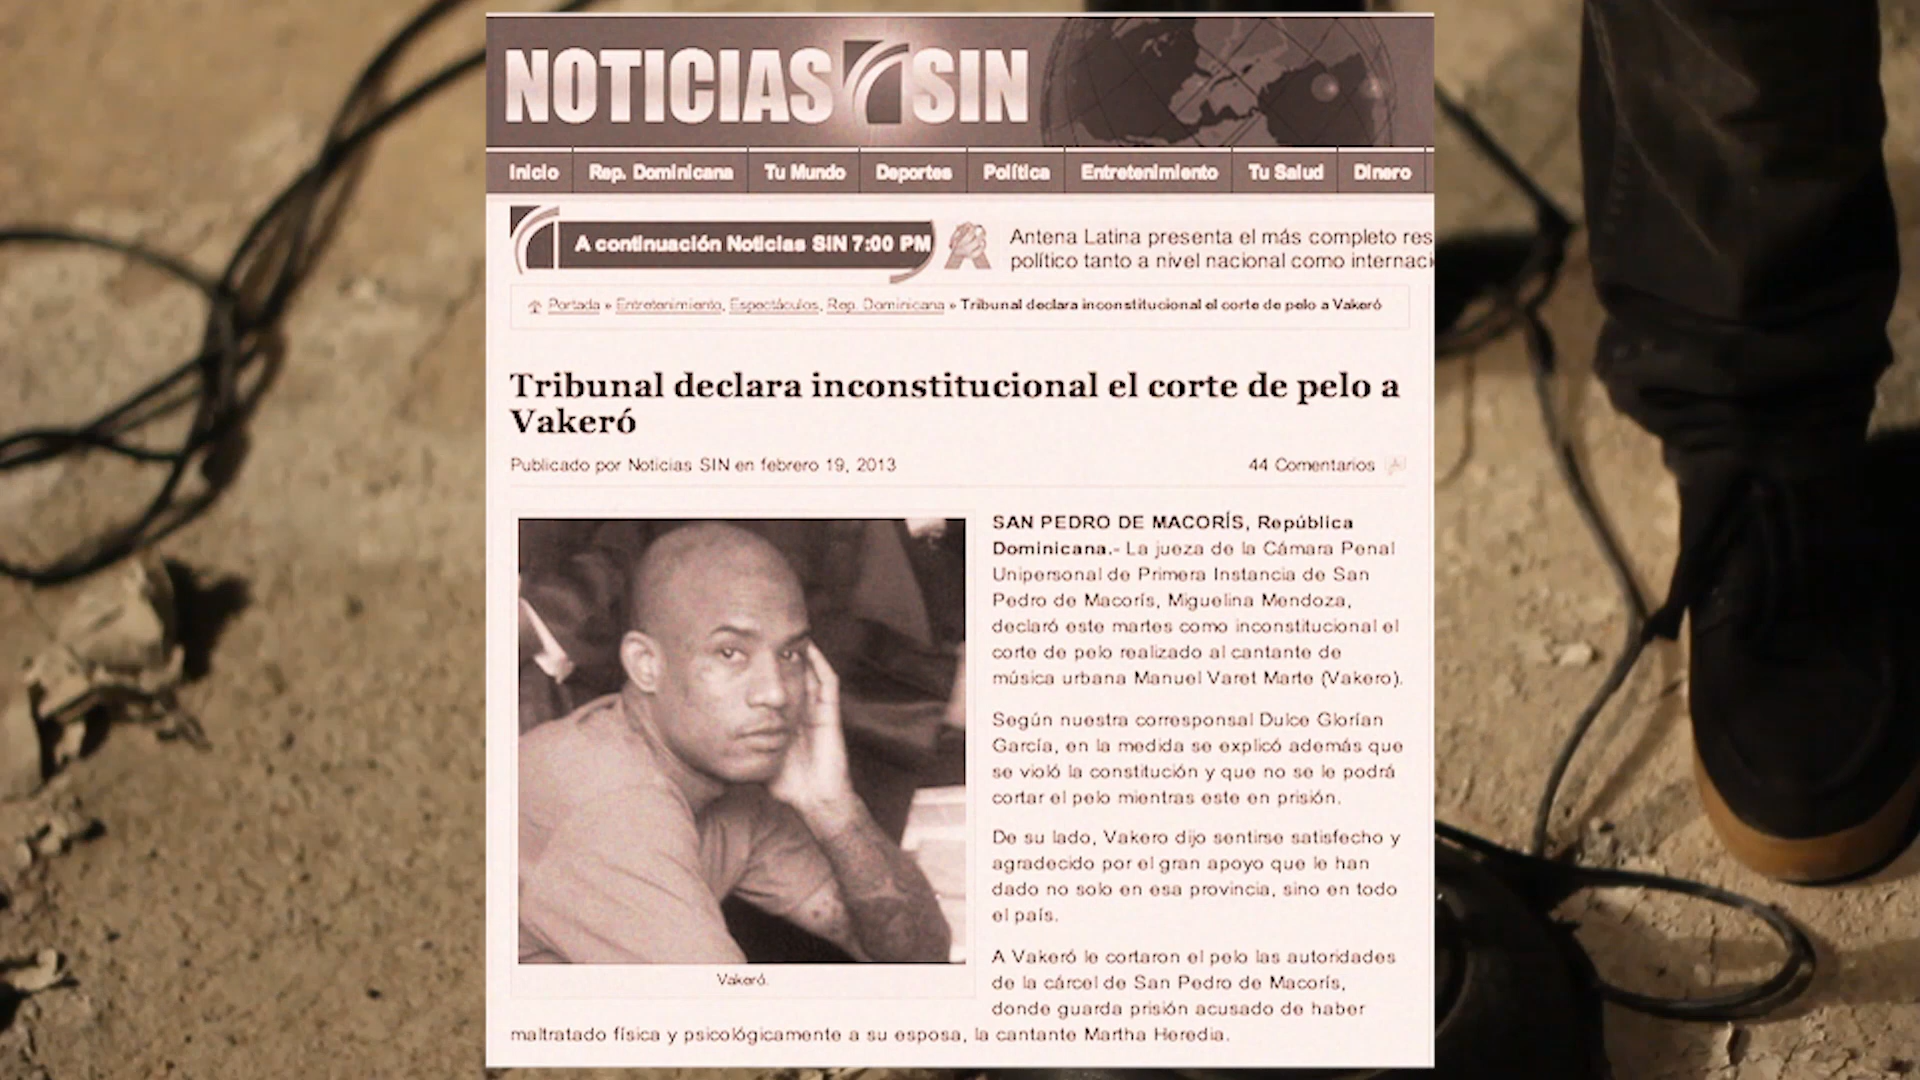 NOTICIAS SIN
Inicio Rep. Dominicana Tu Mundo Deportes Política Entretenimiento Tu Salud Dinero
A continuación Noticias SIN 7:00 PM
Antena Latina presenta el más completo res
político tanto a nivel nacional como internaci
Portada » Entretenimiento, Espectáculos, Rep. Dominicana » Tribunal declara inconstitucional el corte de pelo a Vakeró
Tribunal declara inconstitucional el corte de pelo a
Vakeró
Publicado por Noticias SIN en febrero 19, 2013
44 Comentarios
SAN PEDRO DE MACORÍS, República
Dominicana.- La jueza de la Cámara Penal
Unipersonal de Primera Instancia de San
Pedro de Macorís, Miguelina Mendoza,
declaró este martes como inconstitucional el
corte de pelo realizado al cantante de
música urbana Manuel Varet Marte (Vakero).
Según nuestra corresponsal Dulce Glorían
García, en la medida se explicó además que
se violó la constitución y que no se le podrá
cortar el pelo mientras este en prisión.
De su lado, Vakero dijo sentirse satisfecho y
agradecido por el gran apoyo que le han
dado no solo en esa provincia, sino en todo
el país.
A Vakeró le cortaron el pelo las autoridades
de la cárcel de San Pedro de Macorís,
donde guarda prisión acusado de haber
maltratado física y psicológicamente a su esposa, la cantante Martha Heredia.
Vakeró.